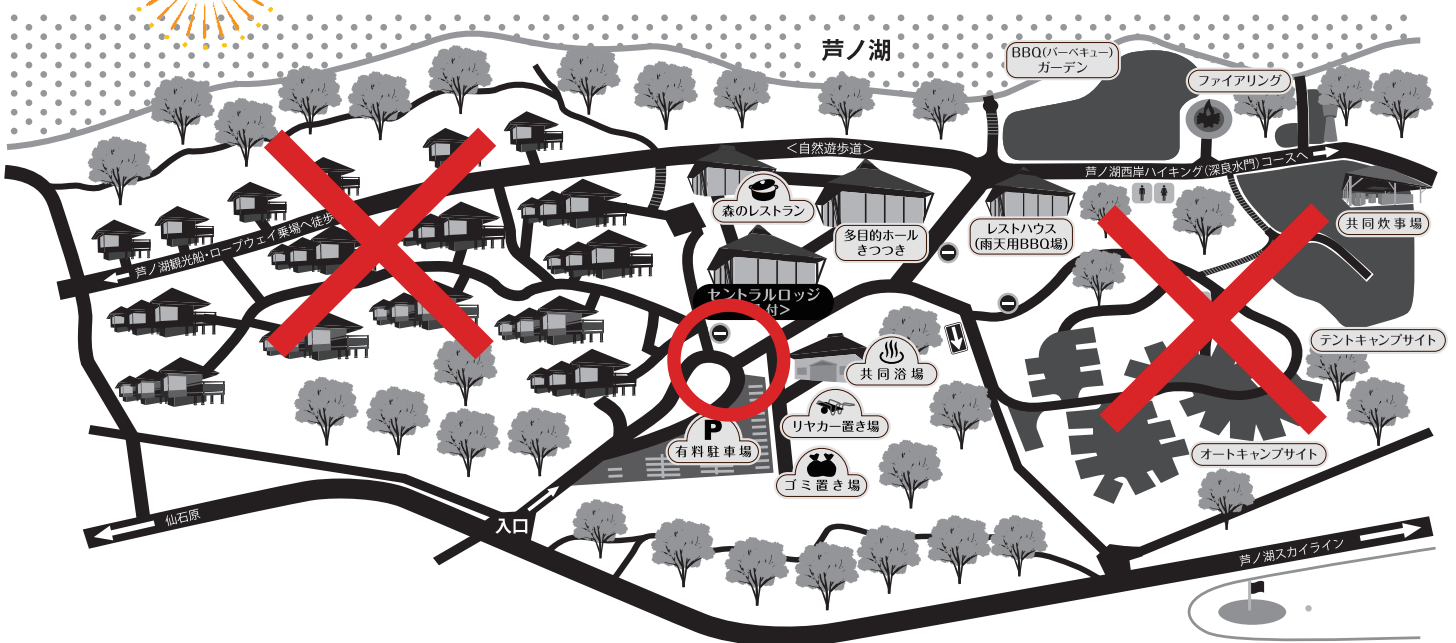 芦ノ湖
BBQ(バーベキュー)
ガーデン
ファイアリング
<自然遊歩道>
芦ノ湖西岸ハイキング(深良水門)コースへ
森のレストラン
多目的ホール
きつつき
レストハウス
(雨天用BBQ場)
共同炊事場
芦ノ湖観光船・ロープウェイ乗場へ徒歩
セントラルロッジ
付>
テントキャンプサイト
共同浴場
リヤカー置き場
P
有料駐車場
ゴミ置き場
オートキャンプサイト
仙石原
入口
芦ノ湖スカイライン